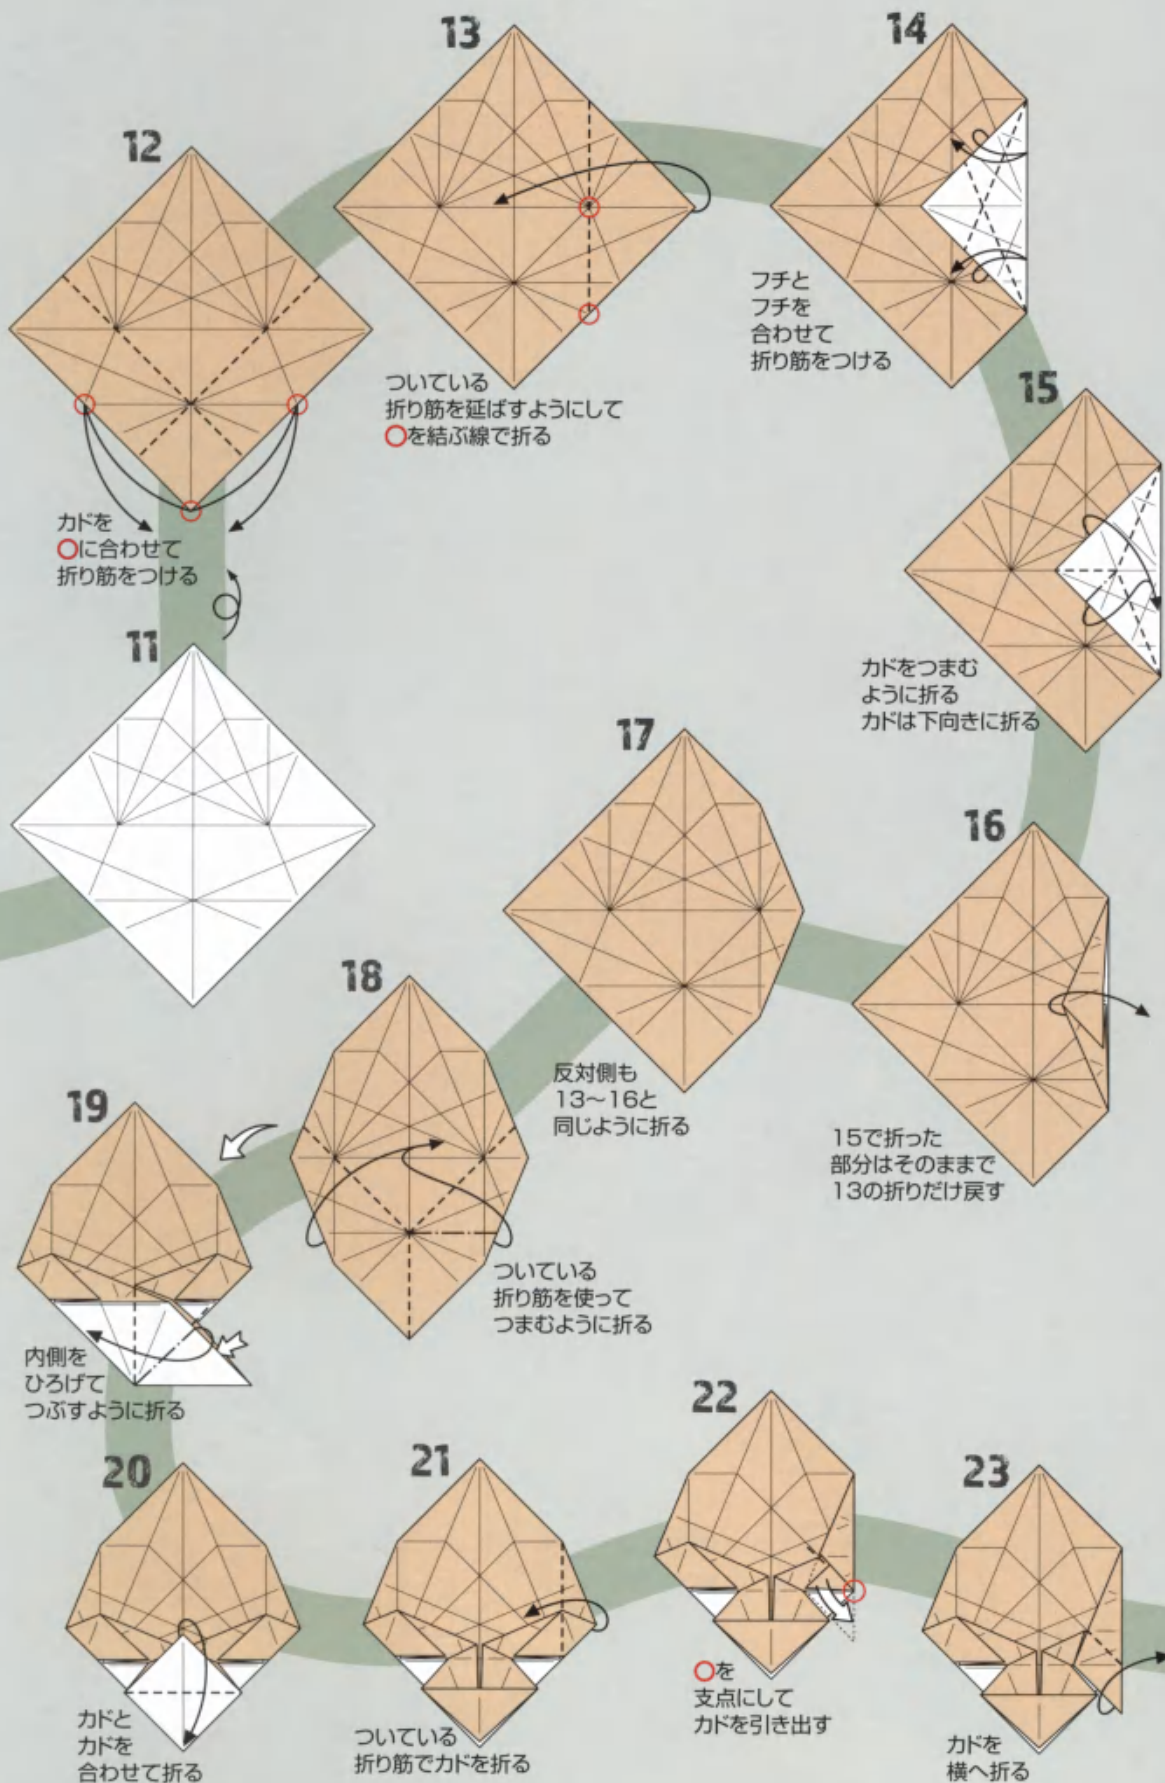 11
12
カドを
○に合わせて
折り筋をつける
13
ついている
折り筋を延ばすようにして
○を結ぶ線で折る
14
フチと
フチを
合わせて
折り筋をつける
15
カドをつまむ
ように折る
カドは下向きに折る
16
15で折った
部分はそのままで
13の折りだけ戻す
17
反対側も
13〜16と
同じように折る
18
ついている
折り筋を使って
つまむように折る
19
内側を
ひろげて
つぶすように折る
20
カドと
カドを
合わせて折る
21
ついている
折り筋でカドを折る
22
○を
支点にして
カドを引き出す
23
カドを
横へ折る